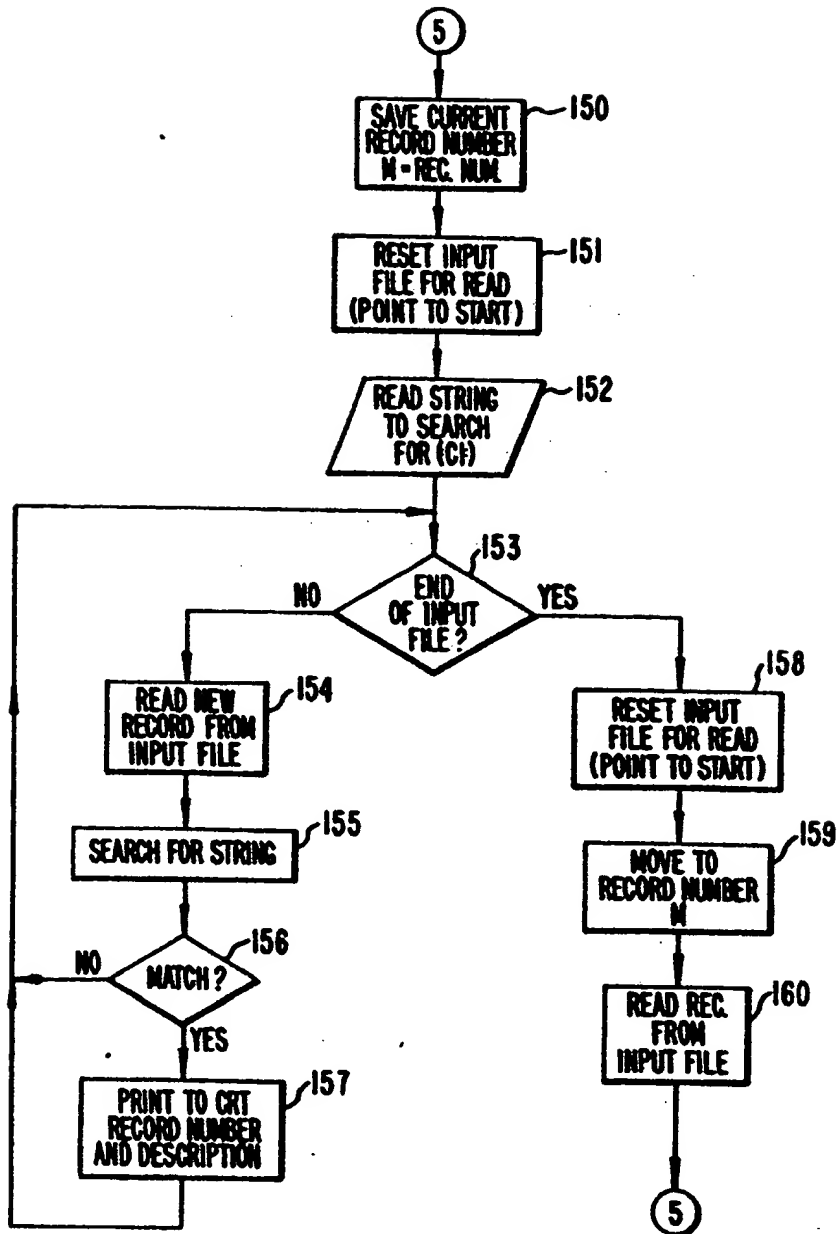 5
150
SAVE CURRENT
RECORD NUMBER
M = REC. NUM.
151
RESET INPUT
FILE FOR READ
(POINT TO START)
152
READ STRING
TO SEARCH
FOR
153
END
OF INPUT
FILE?
NO
YES
154
READ NEW
RECORD FROM
INPUT FILE
155
SEARCH FOR STRING
156
MATCH?
NO
YES
157
PRINT TO CRT
RECORD NUMBER
AND DESCRIPTION
158
RESET INPUT
FILE FOR READ
(POINT TO START)
159
MOVE TO
RECORD NUMBER
M
160
READ REC.
FROM
INPUT FILE
5